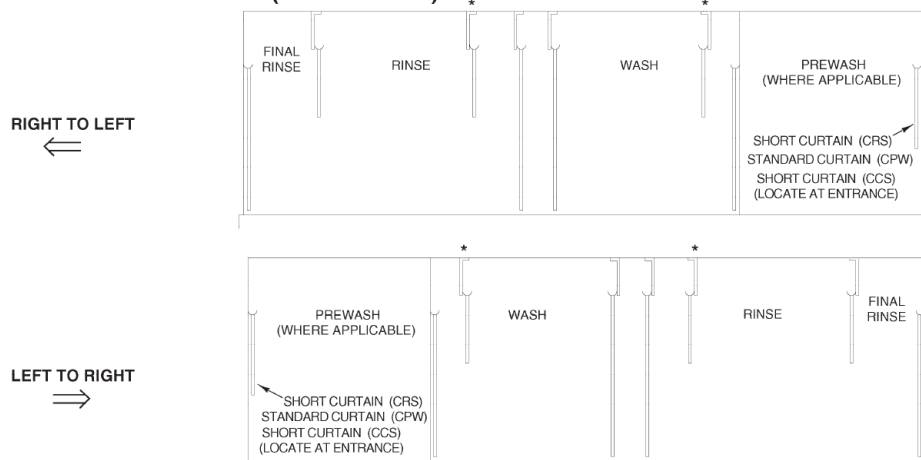 *
*
FINAL
RINSE
RINSE
WASH
PREWASH
(WHERE APPLICABLE)
RIGHT TO LEFT
SHORT CURTAIN (CRS)
STANDARD CURTAIN (CPW)
SHORT CURTAIN (CCS)
(LOCATE AT ENTRANCE)
*
*
PREWASH
(WHERE APPLICABLE)
WASH
RINSE
FINAL
RINSE
LEFT TO RIGHT
SHORT CURTAIN (CRS)
STANDARD CURTAIN (CPW)
SHORT CURTAIN (CCS)
(LOCATE AT ENTRANCE)